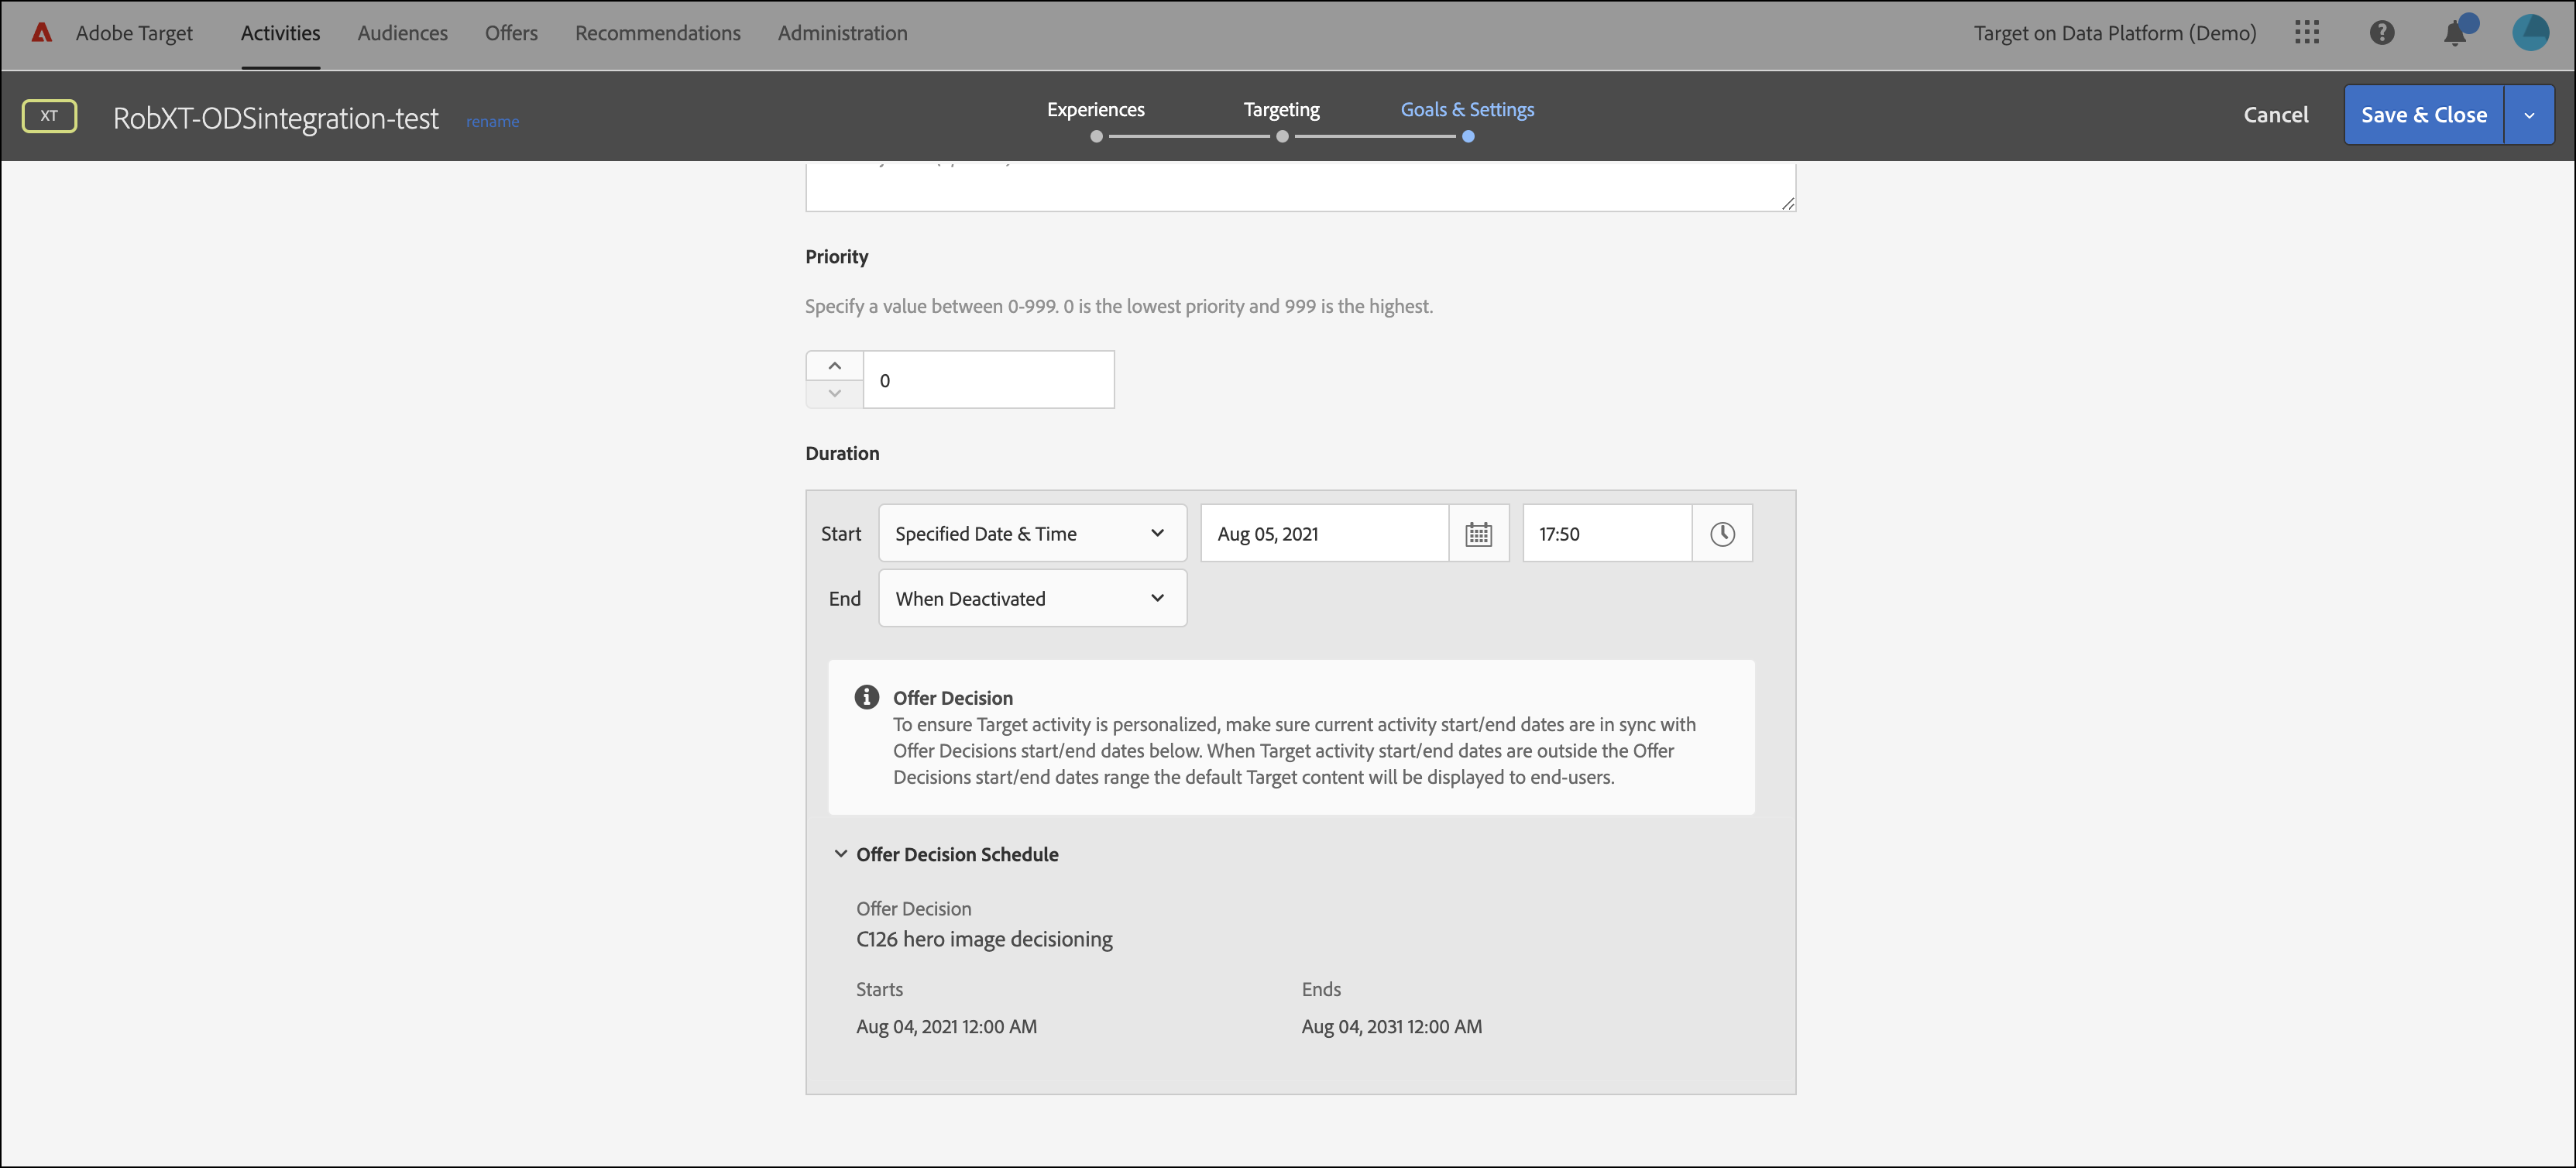 Adobe Target Activities Audiences Offers Recommendations Administration Target on Data Platform (Demo)
XT RobXT-ODSintegration-test rename Experiences Targeting Goals & Settings Cancel Save & Close
Priority
Specify a value between 0-999. 0 is the lowest priority and 999 is the highest.
0
Duration
Start Specified Date & Time Aug 05, 2021 17:50
End When Deactivated
Offer Decision
To ensure Target activity is personalized, make sure current activity start/end dates are in sync with
Offer Decisions start/end dates below. When Target activity start/end dates are outside the Offer
Decisions start/end dates range the default Target content will be displayed to end-users.
Offer Decision Schedule
Offer Decision
C126 hero image decisioning
Starts Ends
Aug 04, 2021 12:00 AM Aug 04, 2031 12:00 AM